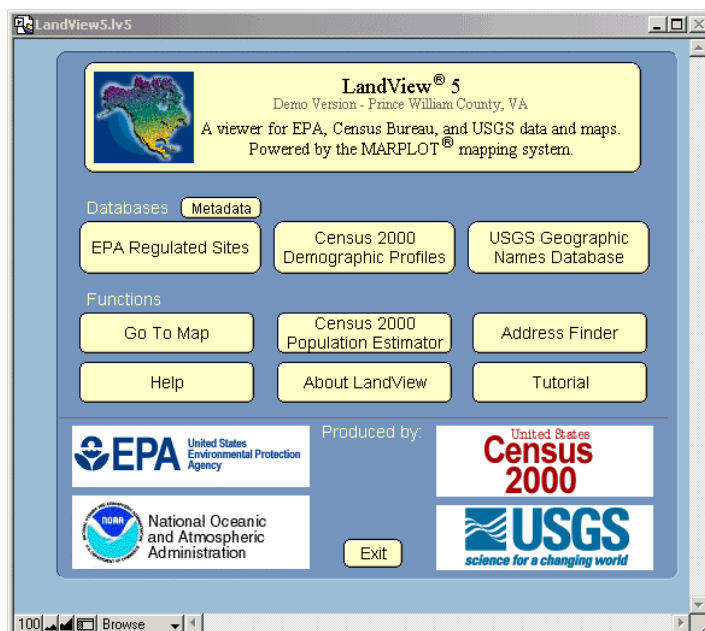 LandView5.lv5
LandView® 5
Demo Version - Prince William County, VA
A viewer for EPA, Census Bureau, and USGS data and maps.
Powered by the MARPLOT® mapping system.
Databases
Metadata
EPA Regulated Sites
Census 2000
Demographic Profiles
USGS Geographic
Names Database
Functions
Go To Map
Census 2000
Population Estimator
Address Finder
Help
About LandView
Tutorial
Produced by:
EPA
United States
Environmental Protection
Agency
United States
Census
2000
NOAA
National Oceanic
and Atmospheric
Administration
Exit
USGS
science for a changing world
100
Browse